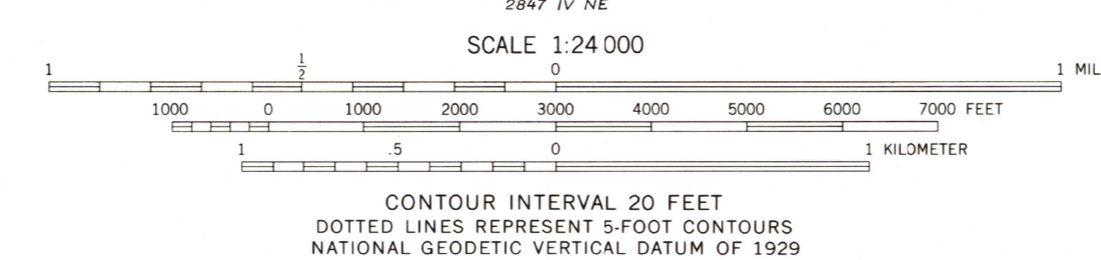 2847 IV NE
SCALE 1:24 000
1 1/2 0 1 MIL
1000 0 1000 2000 3000 4000 5000 6000 7000 FEET
1 .5 0 1 KILOMETER
CONTOUR INTERVAL 20 FEET
DOTTED LINES REPRESENT 5-FOOT CONTOURS
NATIONAL GEODETIC VERTICAL DATUM OF 1929